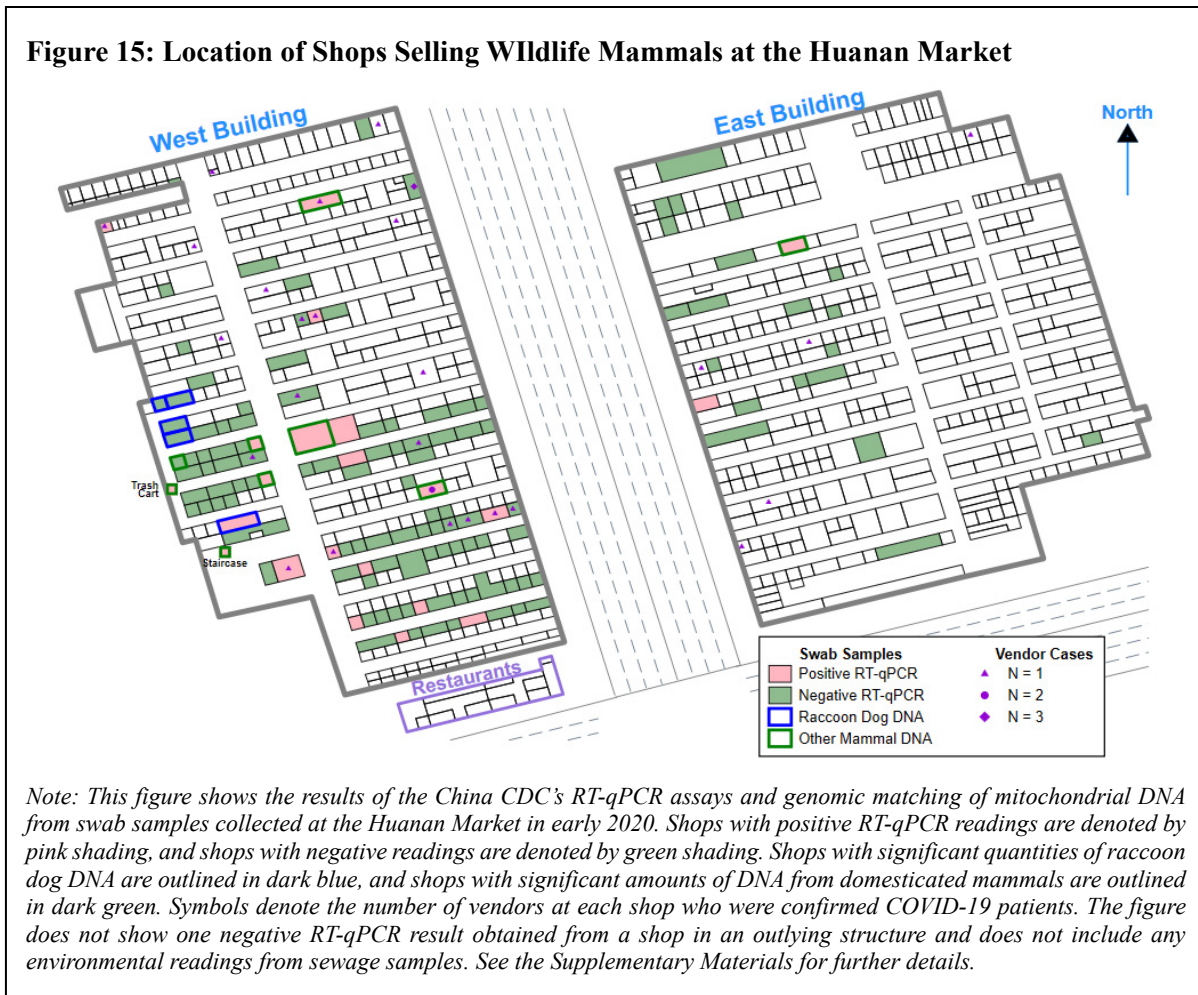 Figure 15: Location of Shops Selling WIldlife Mammals at the Huanan Market
West Building
East Building
North
Trash
Cart
Staircase
Restaurants
Swab Samples
Positive RT-qPCR
Negative RT-qPCR
Raccoon Dog DNA
Other Mammal DNA
Vendor Cases
N = 1
N = 2
N = 3
Note: This figure shows the results of the China CDC's RT-qPCR assays and genomic matching of mitochondrial DNA
from swab samples collected at the Huanan Market in early 2020. Shops with positive RT-qPCR readings are denoted by
pink shading, and shops with negative readings are denoted by green shading. Shops with significant quantities of raccoon
dog DNA are outlined in dark blue, and shops with significant amounts of DNA from domesticated mammals are outlined
in dark green. Symbols denote the number of vendors at each shop who were confirmed COVID-19 patients. The figure
does not show one negative RT-qPCR result obtained from a shop in an outlying structure and does not include any
environmental readings from sewage samples. See the Supplementary Materials for further details.